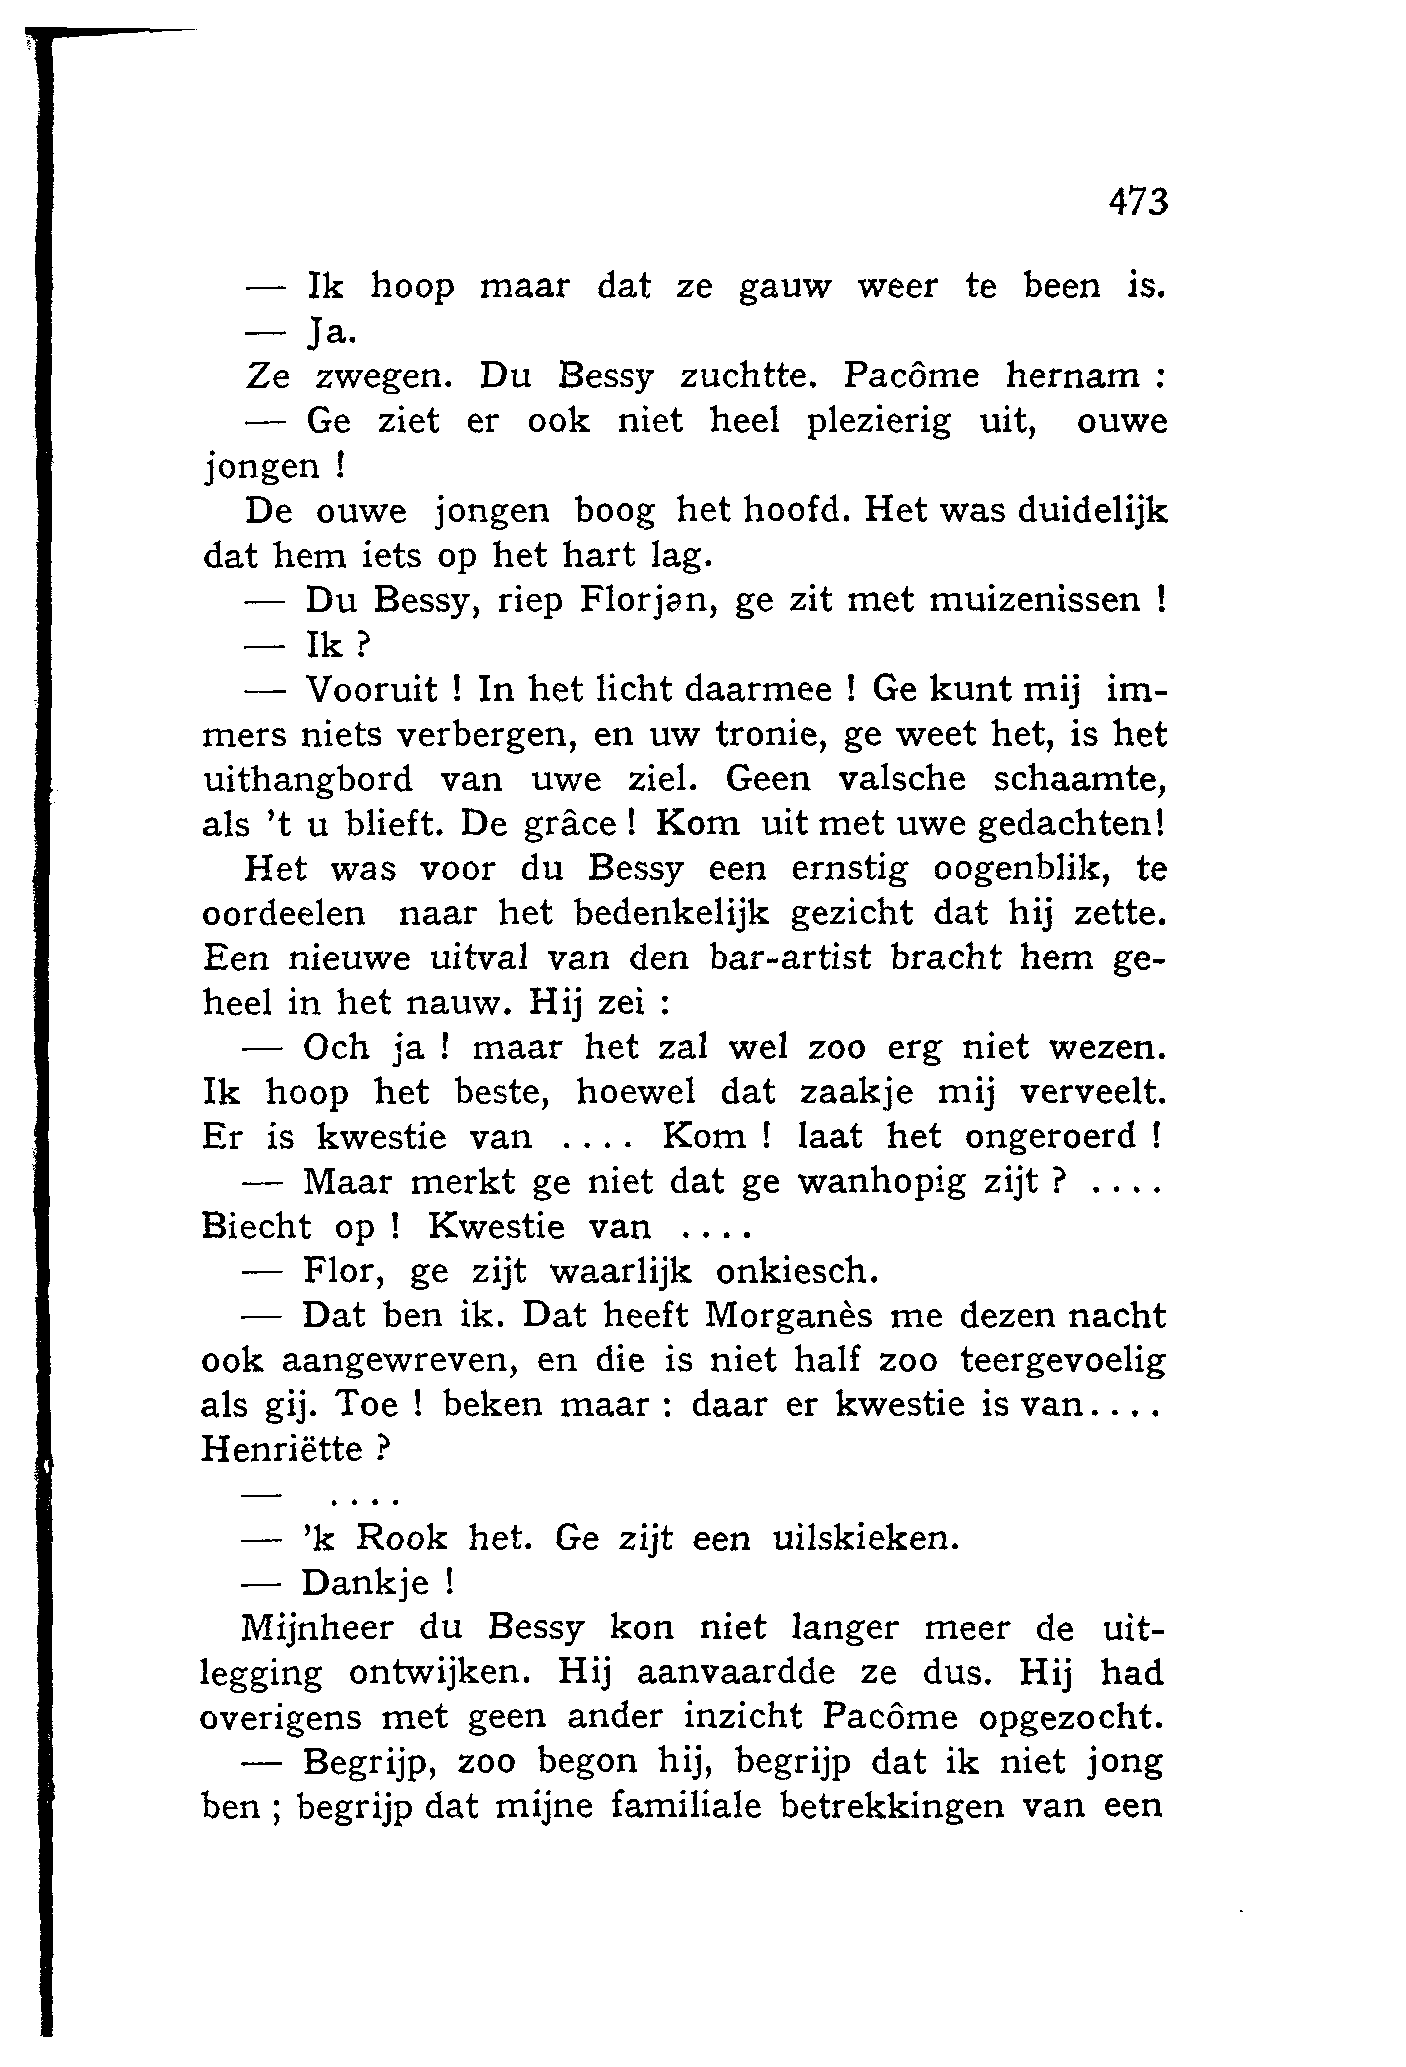 473
— Ik hoop maar dat ze gauw weer te been is.
— Ja.
Ze zwegen. Du Bessy zuchtte. Pacôme hernam :
— Ge ziet er ook niet heel plezierig uit, ouwe
jongen !
De ouwe jongen boog het hoofd. Het was duidelijk
dat hem iets op het hart lag.
— Du Bessy, riep Florjan, ge zit met muizenissen !
— Ik ?
— Vooruit ! In het licht daarmee ! Ge kunt mij im-
mers niets verbergen, en uw tronie, ge weet het, is het
uithangbord van uwe ziel. Geen valsche schaamte,
als 't u blieft. De grâce ! Kom uit met uwe gedachten!
Het was voor du Bessy een ernstig oogenblik, te
oordeelen naar het bedenkelijk gezicht dat hij zette.
Een nieuwe uitval van den bar-artist bracht hem ge-
heel in het nauw. Hij zei :
— Och ja ! maar het zal wel zoo erg niet wezen.
Ik hoop het beste, hoewel dat zaakje mij verveelt.
Er is kwestie van .... Kom ! laat het ongeroerd !
— Maar merkt ge niet dat ge wanhopig zijt ? ....
Biecht op ! Kwestie van ....
— Flor, ge zijt waarlijk onkiesch.
— Dat ben ik. Dat heeft Morganès me dezen nacht
ook aangewreven, en die is niet half zoo teergevoelig
als gij. Toe ! beken maar : daar er kwestie is van....
Henriëtte ?
— ....
— 'k Rook het. Ge zijt een uilskieken.
— Dankje !
Mijnheer du Bessy kon niet langer meer de uit-
legging ontwijken. Hij aanvaardde ze dus. Hij had
overigens met geen ander inzicht Pacôme opgezocht.
— Begrijp, zoo begon hij, begrijp dat ik niet jong
ben ; begrijp dat mijne familiale betrekkingen van een